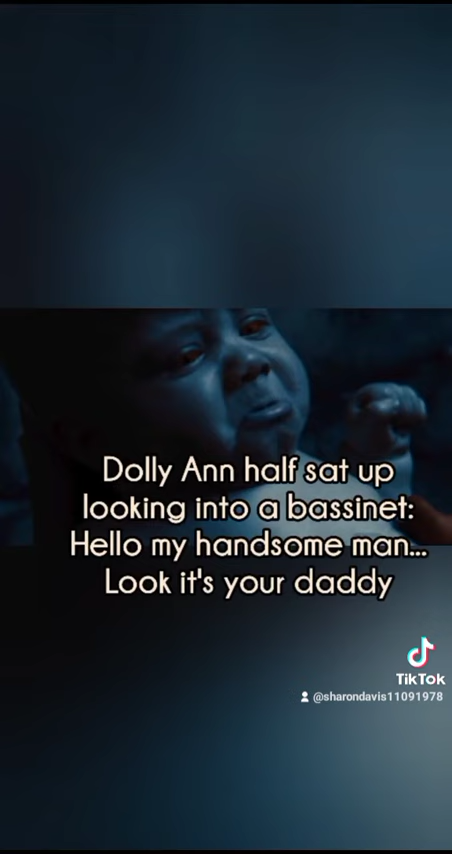 Dolly Ann half sat up
looking into a bassinet:
Hello my handsome man...
Look it's your daddy
TikTok
@sharondavis11091978